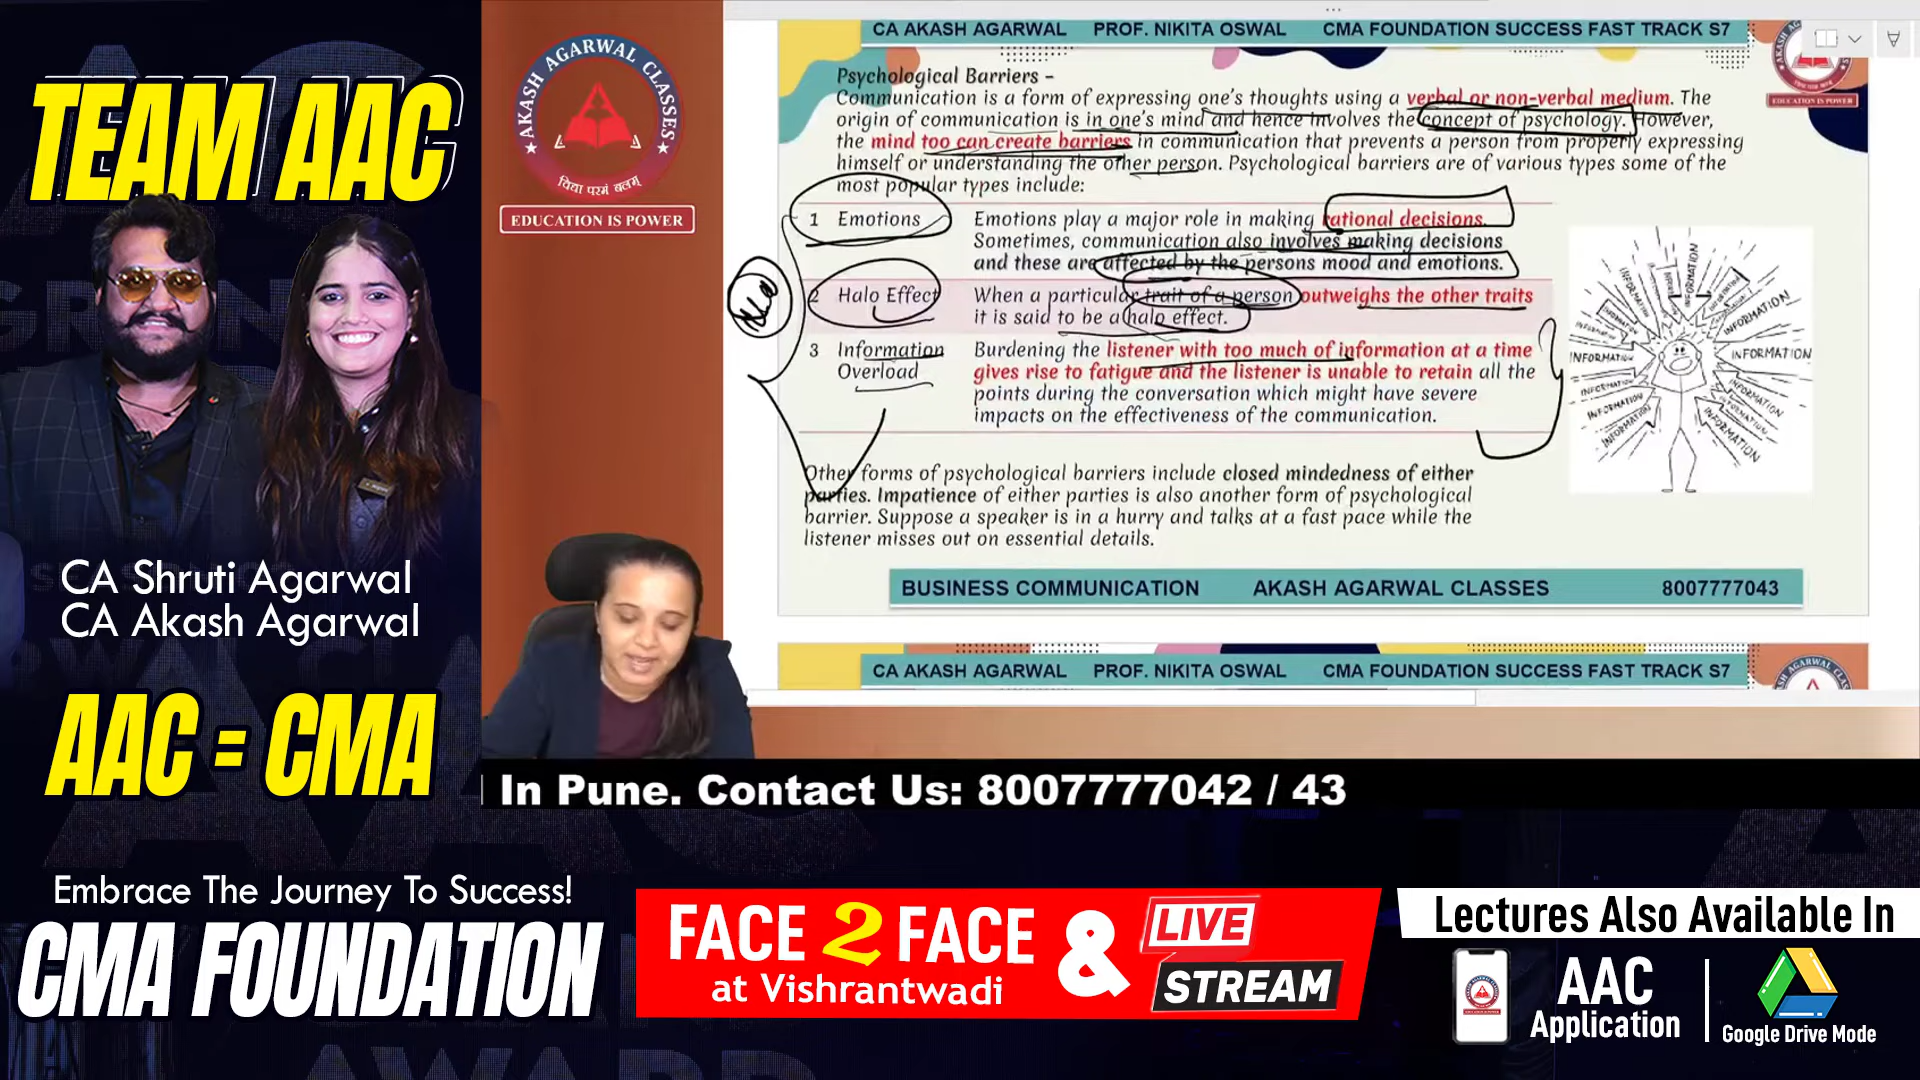 TEAM AAC
CA Shruti Agarwal
CA Akash Agarwal
AAC = CMA
Embrace The Journey To Success!
CMA FOUNDATION
AKASH AGARWAL CLASSES
विद्या परमं बलम्
EDUCATION IS POWER
CA AKASH AGARWAL PROF. NIKITA OSWAL CMA FOUNDATION SUCCESS FAST TRACK S7
EDUCATION IS POWER
Psychological Barriers –
Communication is a form of expressing one's thoughts using a verbal or non-verbal medium. The
origin of communication is in one's mind and hence involves the concept of psychology. However,
the mind too can create barriers in communication that prevents a person from properly expressing
himself or understanding the other person. Psychological barriers are of various types some of the
most popular types include:
1 Emotions Emotions play a major role in making rational decisions.
Sometimes, communication also involves making decisions
and these are affected by the persons mood and emotions.
2 Halo Effect When a particular trait of a person outweighs the other traits
it is said to be a halo effect.
3 Information Overload Burdening the listener with too much of information at a time
gives rise to fatigue and the listener is unable to retain all the
points during the conversation which might have severe
impacts on the effectiveness of the communication.
INFORMATION
INFORMATION
INFORMATION
INFORMATION
INFORMATION
INFORMATION
INFORMATION
INFORMATION
INFORMATION
INFORMATION
INFORMATION
Other forms of psychological barriers include closed mindedness of either
parties. Impatience of either parties is also another form of psychological
barrier. Suppose a speaker is in a hurry and talks at a fast pace while the
listener misses out on essential details.
BUSINESS COMMUNICATION AKASH AGARWAL CLASSES 8007777043
CA AKASH AGARWAL PROF. NIKITA OSWAL CMA FOUNDATION SUCCESS FAST TRACK S7
In Pune. Contact Us: 8007777042 / 43
FACE 2 FACE
at Vishrantwadi
&
LIVE
STREAM
Lectures Also Available In
AAC
Application
Google Drive Mode